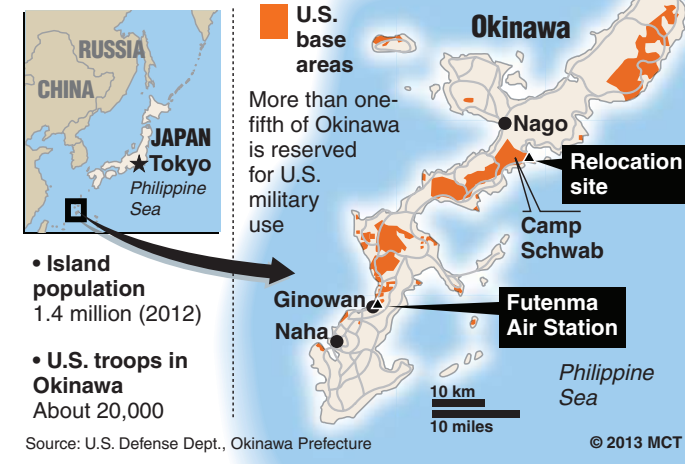 RUSSIA
CHINA
JAPAN
Tokyo
Philippine
Sea
• Island
population
1.4 million (2012)
• U.S. troops in
Okinawa
About 20,000
U.S.
base
areas
More than one-
fifth of Okinawa
is reserved
for U.S.
military
use
Okinawa
Nago
Relocation
site
Camp
Schwab
Ginowan
Futenma
Air Station
Naha
Philippine
Sea
10 km
10 miles
Source: U.S. Defense Dept., Okinawa Prefecture
© 2013 MCT